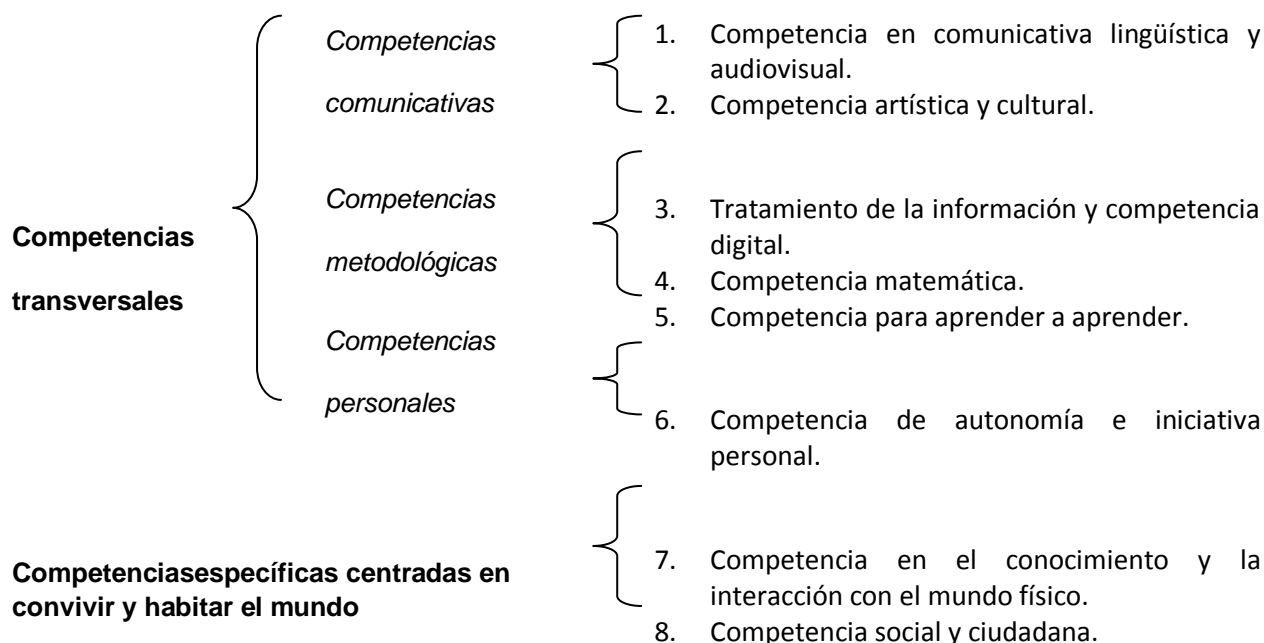 Competencias
transversales
Competencias
comunicativas
1. Competencia en comunicativa lingüística y
audiovisual.
2. Competencia artística y cultural.
Competencias
metodológicas
3. Tratamiento de la información y competencia
digital.
4. Competencia matemática.
5. Competencia para aprender a aprender.
Competencias
personales
6. Competencia de autonomía e iniciativa
personal.
Competenciasespecíficas centradas en
convivir y habitar el mundo
7. Competencia en el conocimiento y la
interacción con el mundo físico.
8. Competencia social y ciudadana.